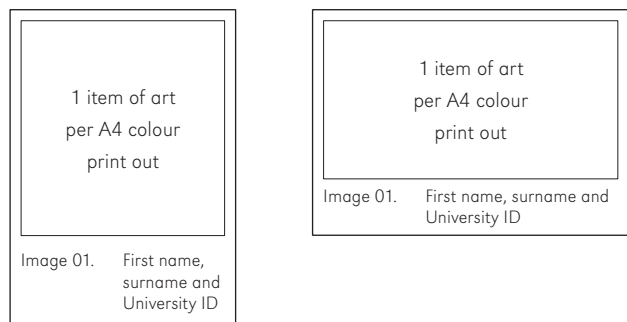 1 item of art
per A4 colour
print out
Image 01. First name,
surname and
University ID
1 item of art
per A4 colour
print out
Image 01. First name, surname and
University ID